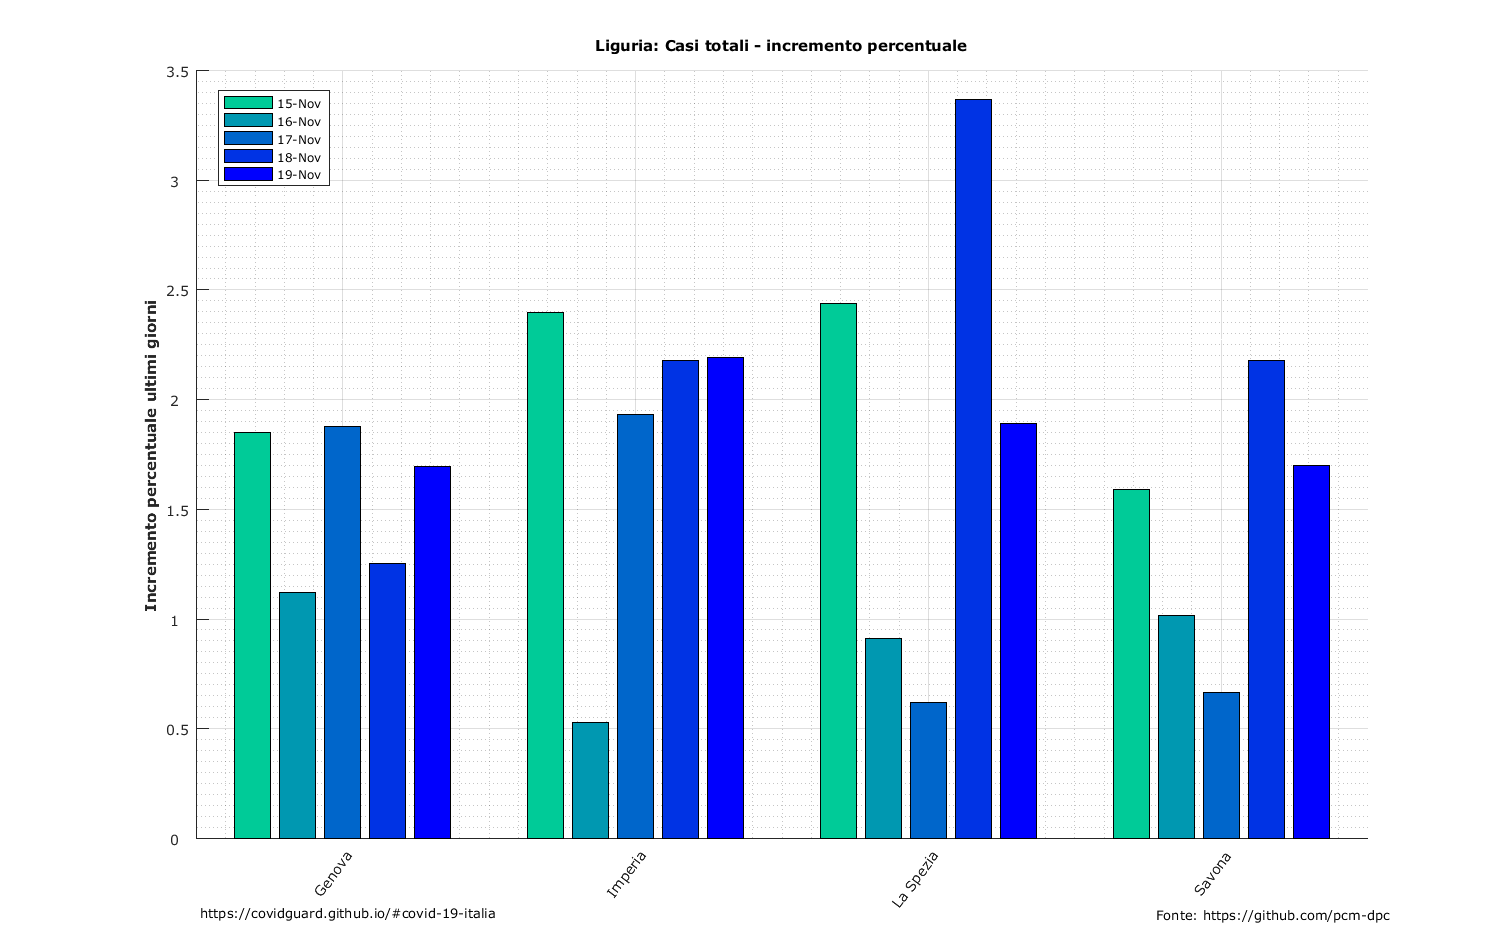 Liguria: Casi totali - incremento percentuale
Incremento percentuale ultimi giorni
3.5
3
2.5
2
1.5
1
0.5
0
15-Nov
16-Nov
17-Nov
18-Nov
19-Nov
Genova
Imperia
La Spezia
Savona
https://covidguard.github.io/#covid-19-italia
Fonte: https://github.com/pcm-dpc